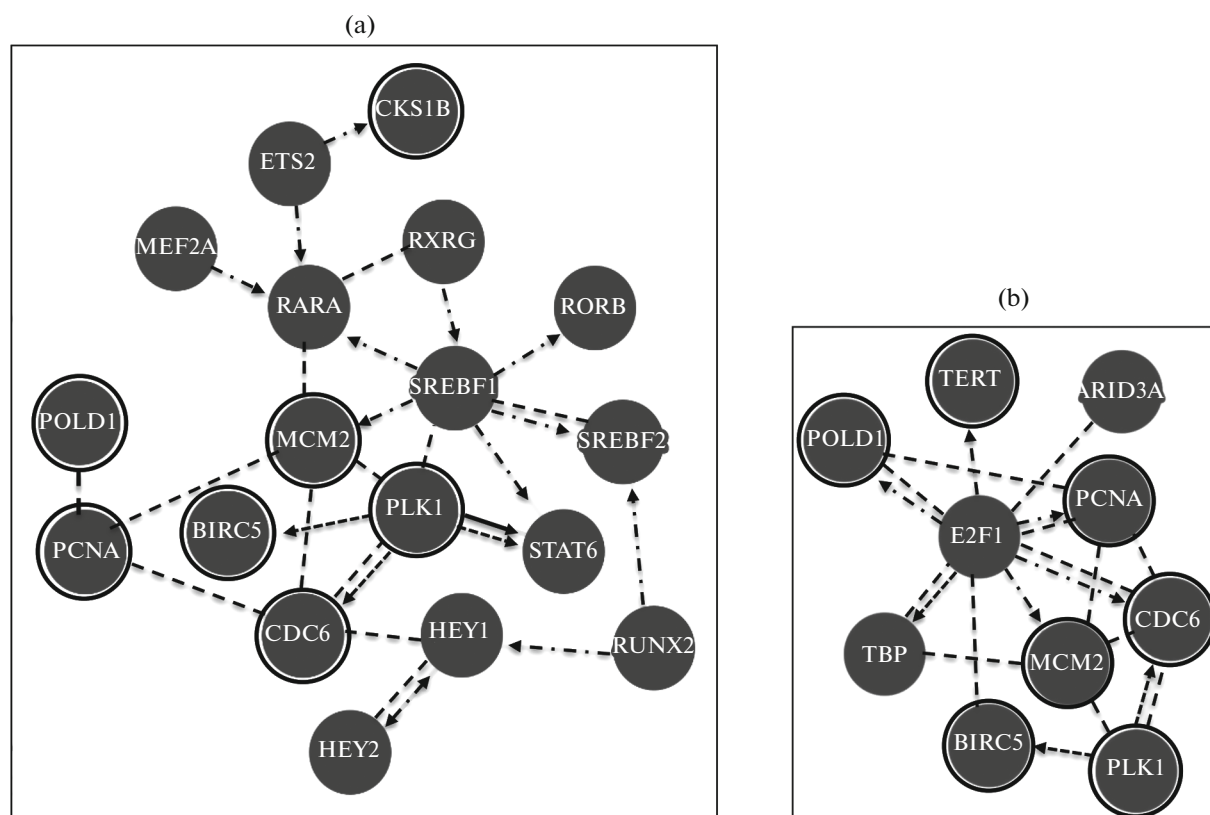 (a)
CKS1B
ETS2
MEF2A
RXRG
RARA
RORB
SREBF1
POLD1
MCM2
SREBF2
PLK1
BIRC5
PCNA
STAT6
CDC6
HEY1
RUNX2
HEY2
(b)
TERT
ARID3A
POLD1
PCNA
E2F1
CDC6
TBP
MCM2
BIRC5
PLK1